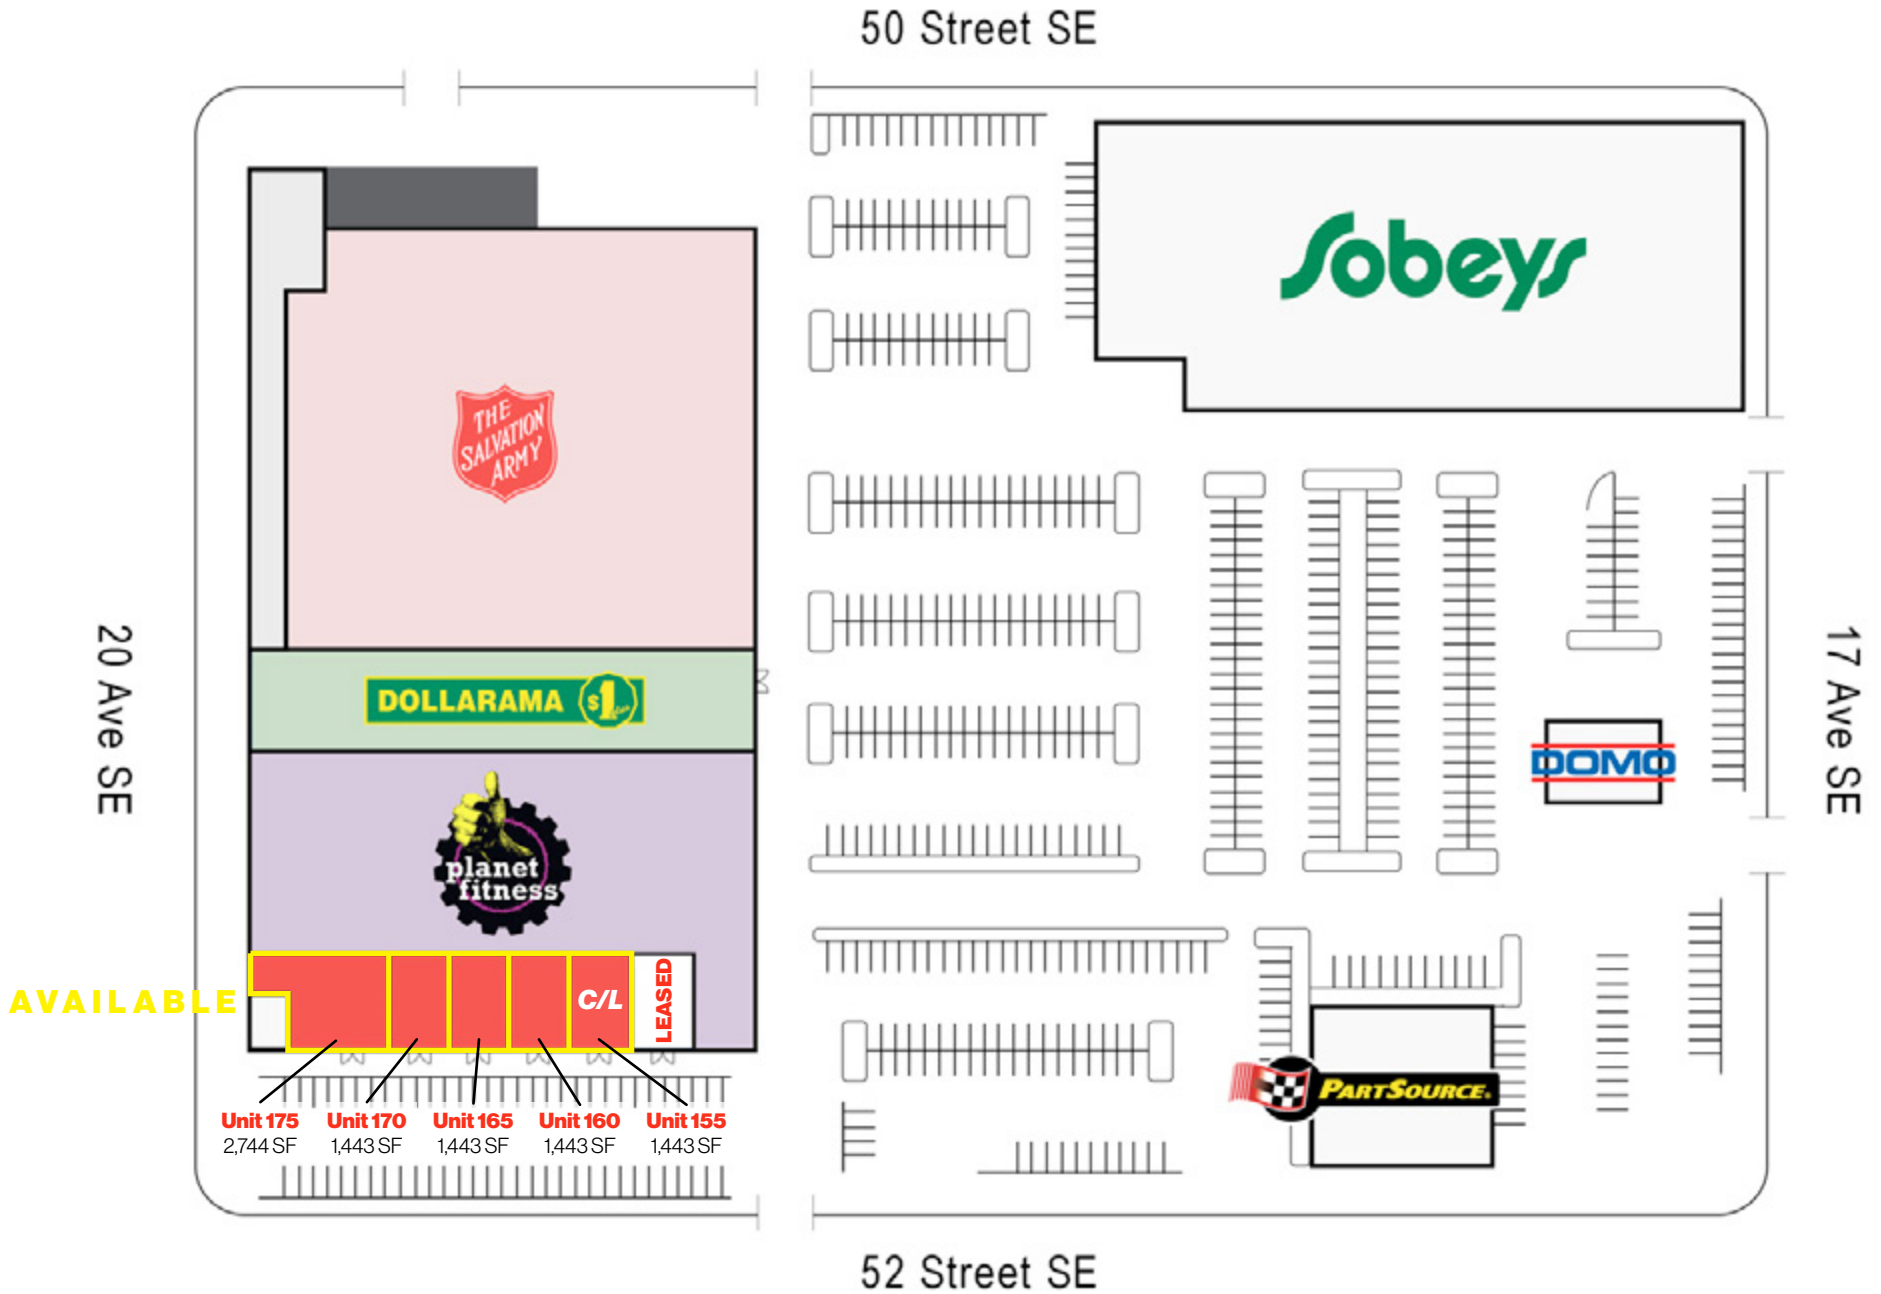 50 Street SE
Sobeys
THE
SALVATION
ARMY
20 Ave SE
17 Ave SE
DOLLARAMA $1
DOMO
planet
fitness
AVAILABLE
C/L
LEASED
PARTSOURCE
Unit 175
2,744 SF
Unit 170
1,443 SF
Unit 165
1,443 SF
Unit 160
1,443 SF
Unit 155
1,443 SF
52 Street SE